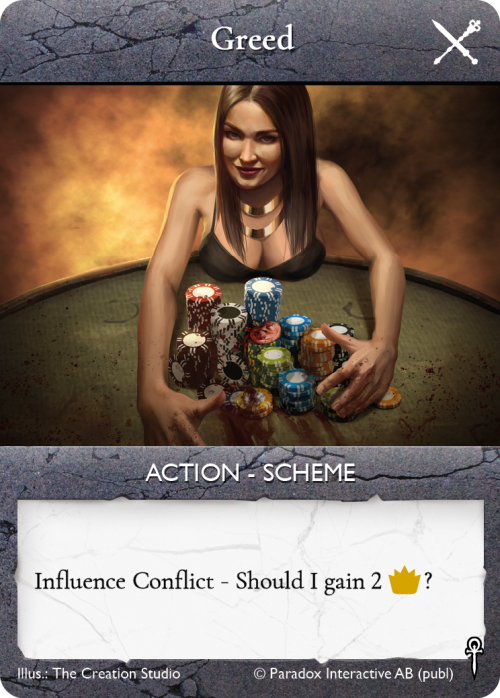 Greed
ACTION - SCHEME
Influence Conflict - Should I gain 2 ?
Illus.: The Creation Studio © Paradox Interactive AB (publ)